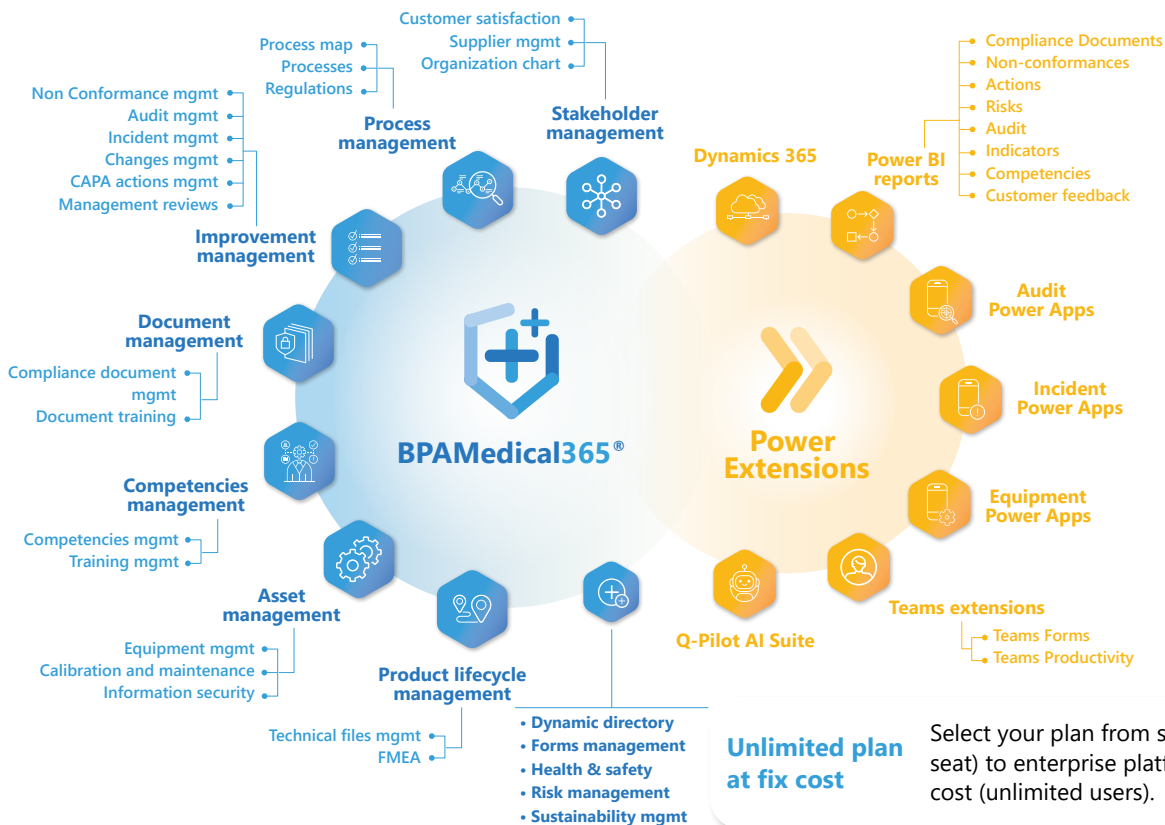 Customer satisfaction
Supplier mgmt
Organization chart
Stakeholder
management
Process map
Processes
Regulations
Process
management
Non Conformance mgmt
Audit mgmt
Incident mgmt
Changes mgmt
CAPA actions mgmt
Management reviews
Improvement
management
Document
management
Compliance document
mgmt
Document training
Competencies
management
Competencies mgmt
Training mgmt
Asset
management
Equipment mgmt
Calibration and maintenance
Information security
Product lifecycle
management
Technical files mgmt
FMEA
• Dynamic directory
• Forms management
• Health & safety
• Risk management
• Sustainability mgmt
BPAMedical365®
Power
Extensions
Dynamics 365
Power BI
reports
Compliance Documents
Non-conformances
Actions
Risks
Audit
Indicators
Competencies
Customer feedback
Audit
Power Apps
Incident
Power Apps
Equipment
Power Apps
Teams extensions
Teams Forms
Teams Productivity
Q-Pilot AI Suite
Unlimited plan
at fix cost
Select your plan from s
seat) to enterprise platf
cost (unlimited users).